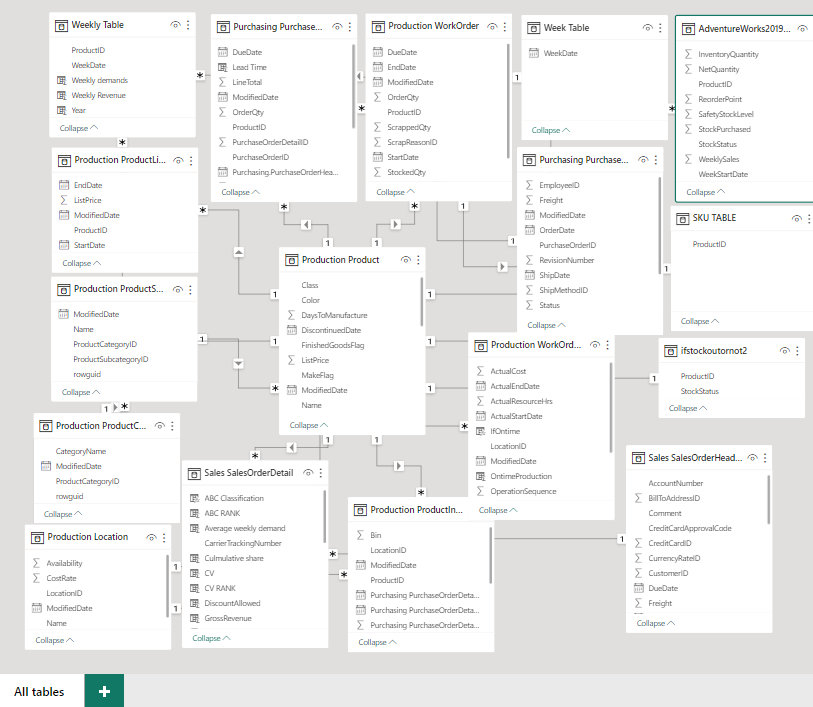 Weekly Table
ProductID
WeekDate
Weekly demands
Weekly Revenue
Year
Collapse
Purchasing Purchase...
DueDate
Lead Time
LineTotal
ModifiedDate
OrderQty
ProductID
PurchaseOrderDetailID
PurchaseOrderID
Purchasing.PurchaseOrderHea...
Collapse
Production WorkOrder
DueDate
EndDate
ModifiedDate
OrderQty
ProductID
ScrappedQty
ScrapReasonID
StartDate
StockedQty
Collapse
Week Table
WeekDate
Collapse
AdventureWorks2019...
InventoryQuantity
NetQuantity
ProductID
ReorderPoint
SafetyStockLevel
StockPurchased
StockStatus
WeeklySales
WeekStartDate
Collapse
Production ProductLi...
EndDate
ListPrice
ModifiedDate
ProductID
StartDate
Collapse
Purchasing Purchase...
EmployeeID
Freight
ModifiedDate
OrderDate
PurchaseOrderID
RevisionNumber
ShipDate
ShipMethodID
Status
Collapse
SKU TABLE
ProductID
Collapse
Production Product
Class
Color
DaysToManufacture
DiscontinuedDate
FinishedGoodsFlag
ListPrice
MakeFlag
ModifiedDate
Name
Collapse
Production ProductS...
ModifiedDate
Name
ProductCategoryID
ProductSubcategoryID
rowguid
Collapse
Production WorkOrd...
ActualCost
ActualEndDate
ActualResourceHrs
ActualStartDate
IfOntime
LocationID
ModifiedDate
OntimeProduction
OperationSequence
Collapse
ifstockoutornot2
ProductID
StockStatus
Collapse
Production ProductC...
CategoryName
ModifiedDate
ProductCategoryID
rowguid
Collapse
Sales SalesOrderDetail
ABC Classification
ABC RANK
Average weekly demand
CarrierTrackingNumber
Culmulative share
CV
CV RANK
DiscountAllowed
GrossRevenue
Collapse
Production ProductIn...
Bin
LocationID
ModifiedDate
ProductID
Purchasing PurchaseOrderDeta...
Purchasing PurchaseOrderDeta...
Purchasing PurchaseOrderDeta...
Collapse
Sales SalesOrderHead...
AccountNumber
BillToAddressID
Comment
CreditCardApprovalCode
CreditCardID
CurrencyRateID
CustomerID
DueDate
Freight
Collapse
Production Location
Availability
CostRate
LocationID
ModifiedDate
Name
Collapse
All tables